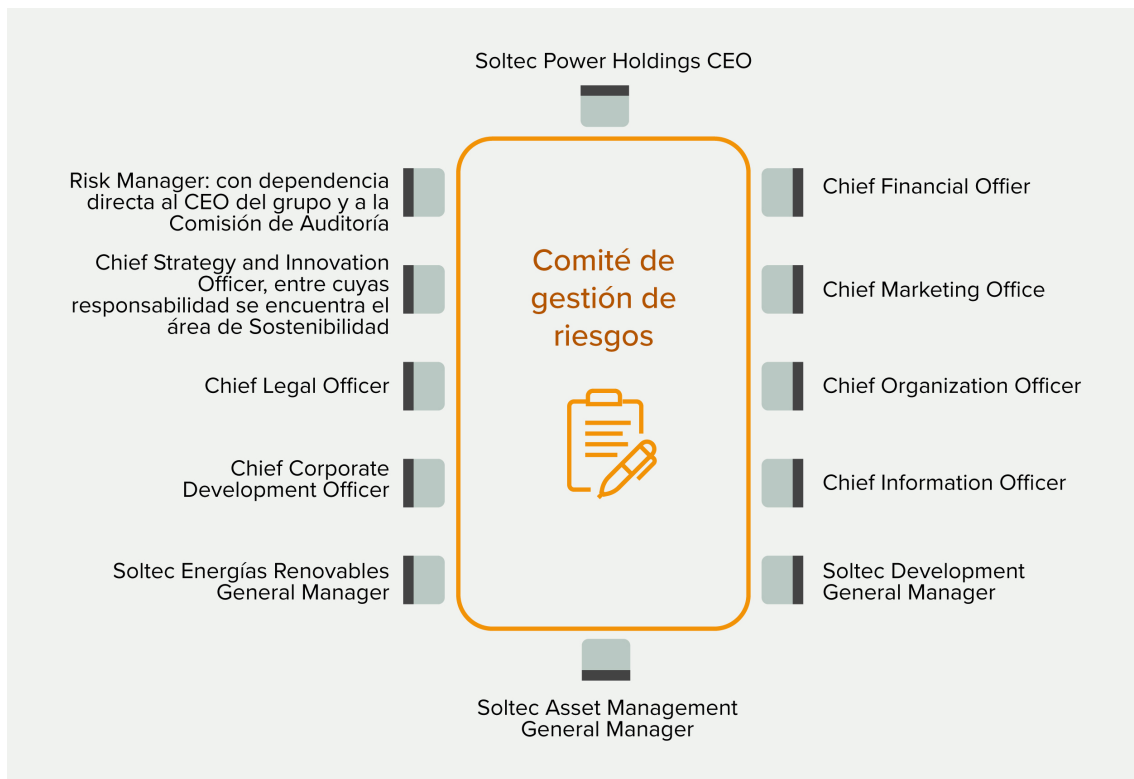 Soltec Power Holdings CEO
Risk Manager: con dependencia
directa al CEO del grupo y a la
Comisión de Auditoría
Chief Strategy and Innovation
Officer, entre cuyas
responsabilidad se encuentra el
área de Sostenibilidad
Chief Legal Officer
Chief Corporate
Development Officer
Soltec Energías Renovables
General Manager
Comité de
gestión de
riesgos
Chief Financial Offier
Chief Marketing Office
Chief Organization Officer
Chief Information Officer
Soltec Development
General Manager
Soltec Asset Management
General Manager